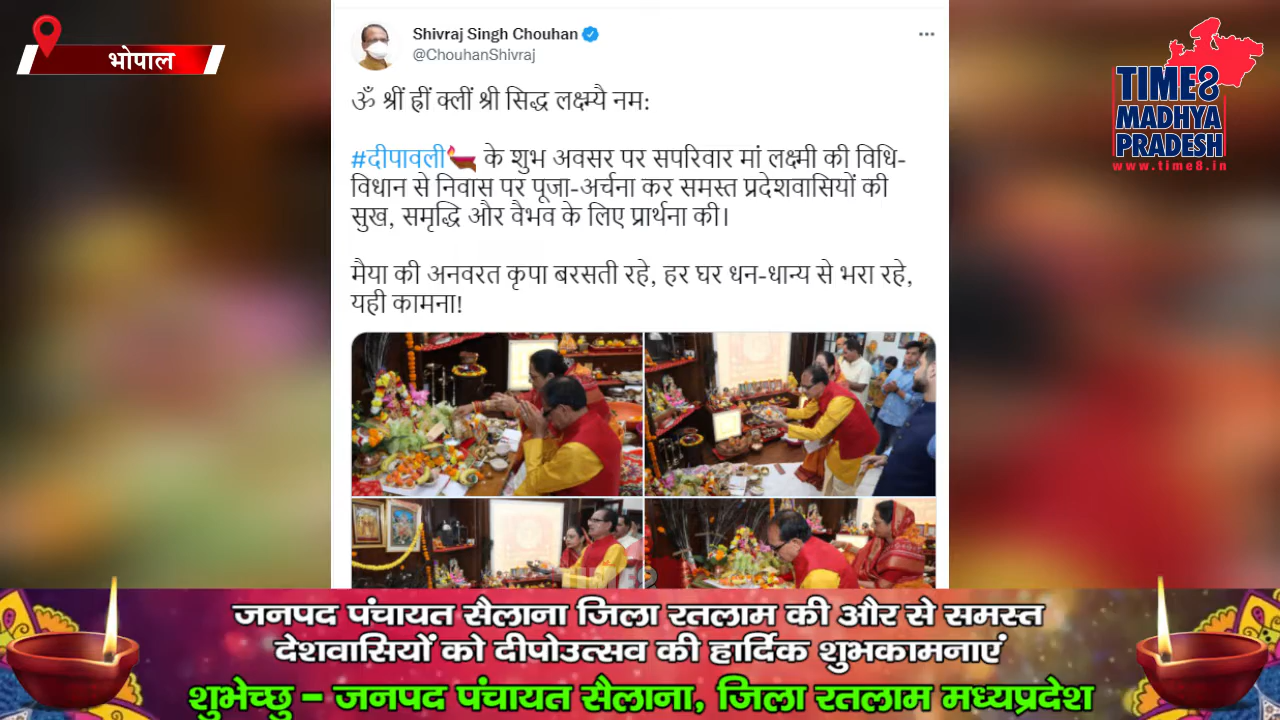 भोपाल
Shivraj Singh Chouhan
@ChouhanShivraj
ॐ श्रीं ह्रीं क्लीं श्री सिद्ध लक्ष्म्यै नम:
#दीपावली के शुभ अवसर पर सपरिवार मां लक्ष्मी की विधि-
विधान से निवास पर पूजा-अर्चना कर समस्त प्रदेशवासियों की
सुख, समृद्धि और वैभव के लिए प्रार्थना की।
मैया की अनवरत कृपा बरसती रहे, हर घर धन-धान्य से भरा रहे,
यही कामना!
TIME8
MADHYA
PRADESH
www.time8.in
TIME8
जनपद पंचायत सैलाना जिला रतलाम की और से समस्त
देशवासियों को दीपोउत्सव की हार्दिक शुभकामनाएं
शुभेच्छु - जनपद पंचायत सैलाना, जिला रतलाम मध्यप्रदेश